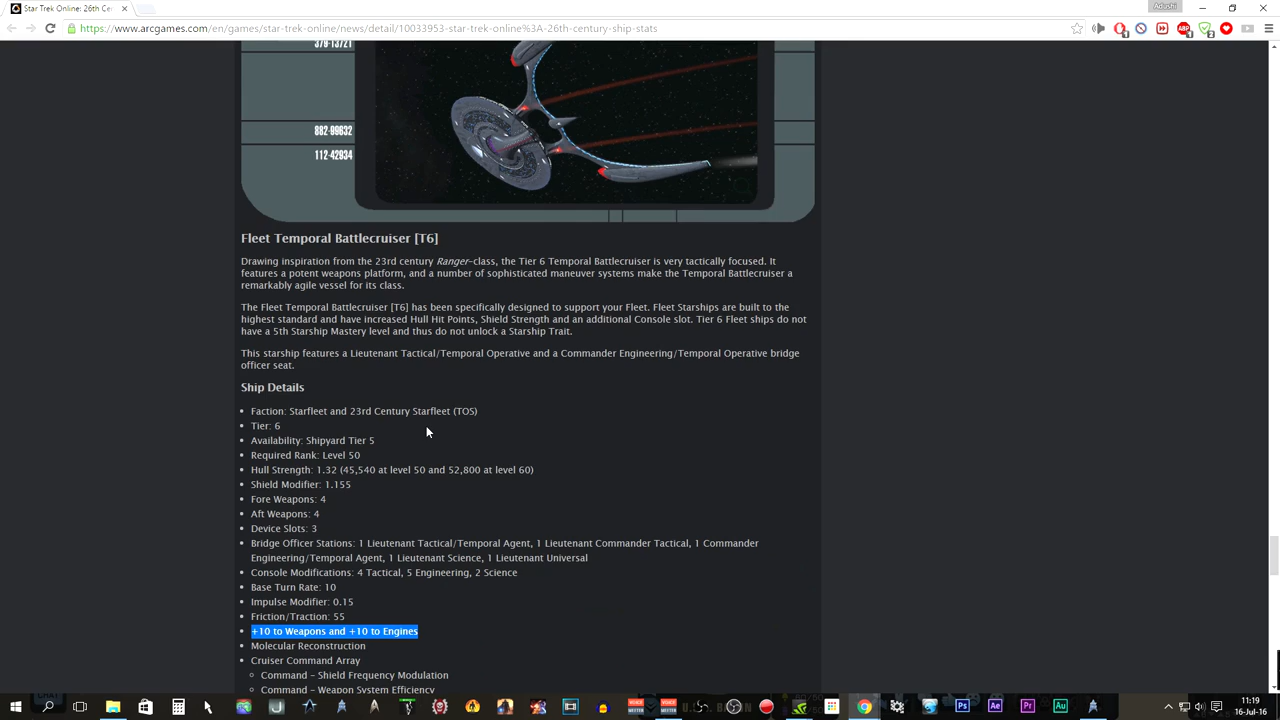 Star Trek Online: 26th Cen
Adushi
https://www.arcgames.com/en/games/star-trek-online/news/detail/10033953-star-trek-online%3A-26th-century-ship-stats
379-13721
882-99632
112-42834
Fleet Temporal Battlecruiser [T6]
Drawing inspiration from the 23rd century Ranger-class, the Tier 6 Temporal Battlecruiser is very tactically focused. It
features a potent weapons platform, and a number of sophisticated maneuver systems make the Temporal Battlecruiser a
remarkably agile vessel for its class.
The Fleet Temporal Battlecruiser [T6] has been specifically designed to support your Fleet. Fleet Starships are built to the
highest standard and have increased Hull Hit Points, Shield Strength and an additional Console slot. Tier 6 Fleet ships do not
have a 5th Starship Mastery level and thus do not unlock a Starship Trait.
This starship features a Lieutenant Tactical/Temporal Operative and a Commander Engineering/Temporal Operative bridge
officer seat.
Ship Details
• Faction: Starfleet and 23rd Century Starfleet (TOS)
• Tier: 6
• Availability: Shipyard Tier 5
• Required Rank: Level 50
• Hull Strength: 1.32 (45,540 at level 50 and 52,800 at level 60)
• Shield Modifier: 1.155
• Fore Weapons: 4
• Aft Weapons: 4
• Device Slots: 3
• Bridge Officer Stations: 1 Lieutenant Tactical/Temporal Agent, 1 Lieutenant Commander Tactical, 1 Commander
Engineering/Temporal Agent, 1 Lieutenant Science, 1 Lieutenant Universal
• Console Modifications: 4 Tactical, 5 Engineering, 2 Science
• Base Turn Rate: 10
• Impulse Modifier: 0.15
• Friction/Traction: 55
• +10 to Weapons and +10 to Engines
• Molecular Reconstruction
• Cruiser Command Array
Command - Shield Frequency Modulation
Command - Weapon System Efficiency
11:19
16-Jul-16